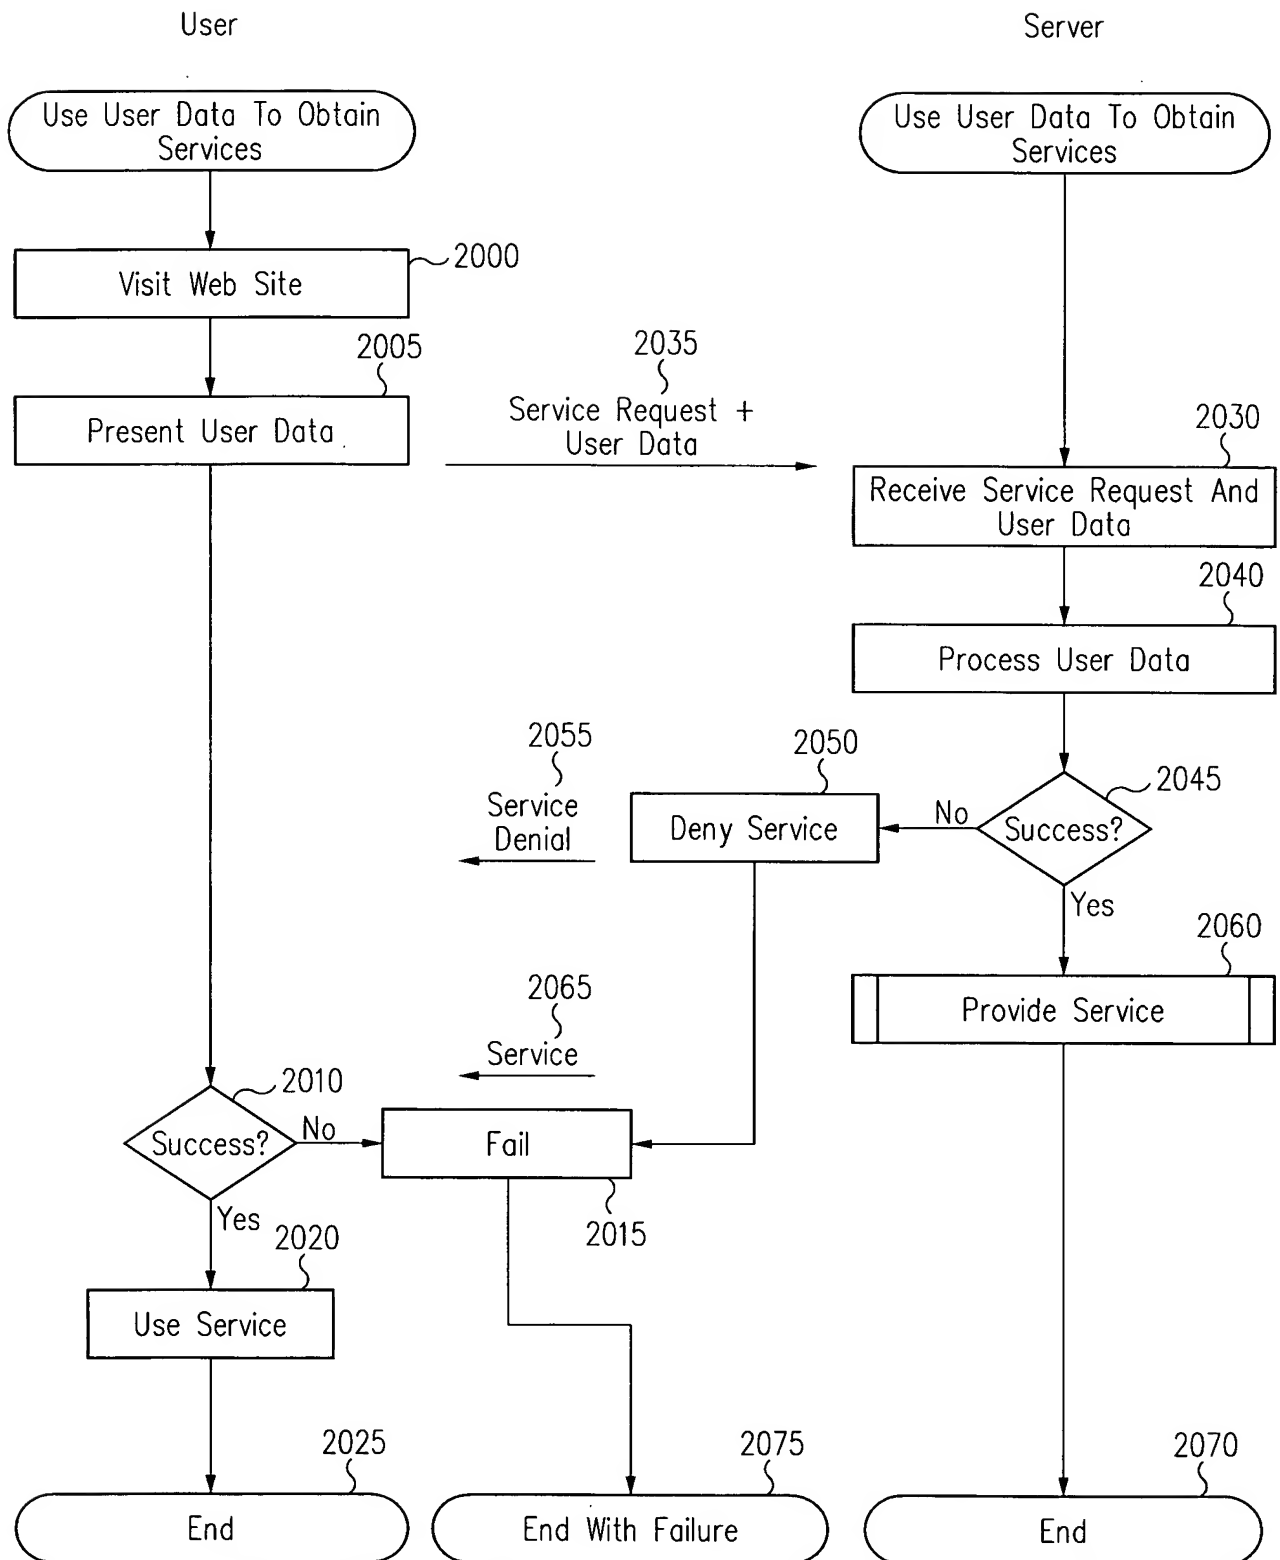 User
Server
Use User Data To Obtain
Services
Use User Data To Obtain
Services
2000
Visit Web Site
2005
Present User Data
2035
Service Request +
User Data
2030
Receive Service Request And
User Data
2040
Process User Data
2055
Service
Denial
2050
Deny Service
No
2045
Success?
Yes
2060
Provide Service
2065
Service
2010
Success?
No
Fail
2015
Yes
2020
Use Service
2025
End
2075
End With Failure
2070
End